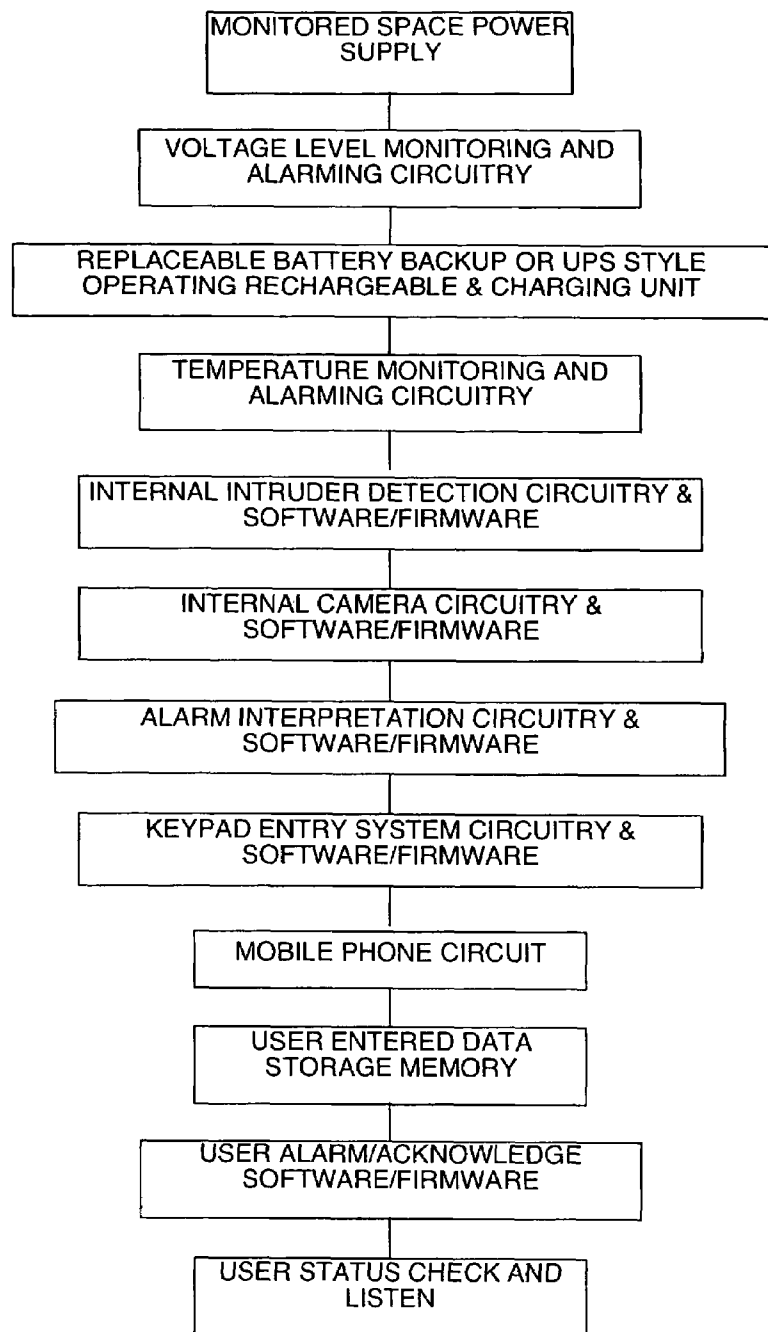 MONITORED SPACE POWER
SUPPLY
VOLTAGE LEVEL MONITORING AND
ALARMING CIRCUITRY
REPLACEABLE BATTERY BACKUP OR UPS STYLE
OPERATING RECHARGEABLE & CHARGING UNIT
TEMPERATURE MONITORING AND
ALARMING CIRCUITRY
INTERNAL INTRUDER DETECTION CIRCUITRY &
SOFTWARE/FIRMWARE
INTERNAL CAMERA CIRCUITRY &
SOFTWARE/FIRMWARE
ALARM INTERPRETATION CIRCUITRY &
SOFTWARE/FIRMWARE
KEYPAD ENTRY SYSTEM CIRCUITRY &
SOFTWARE/FIRMWARE
MOBILE PHONE CIRCUIT
USER ENTERED DATA
STORAGE MEMORY
USER ALARM/ACKNOWLEDGE
SOFTWARE/FIRMWARE
USER STATUS CHECK AND
LISTEN